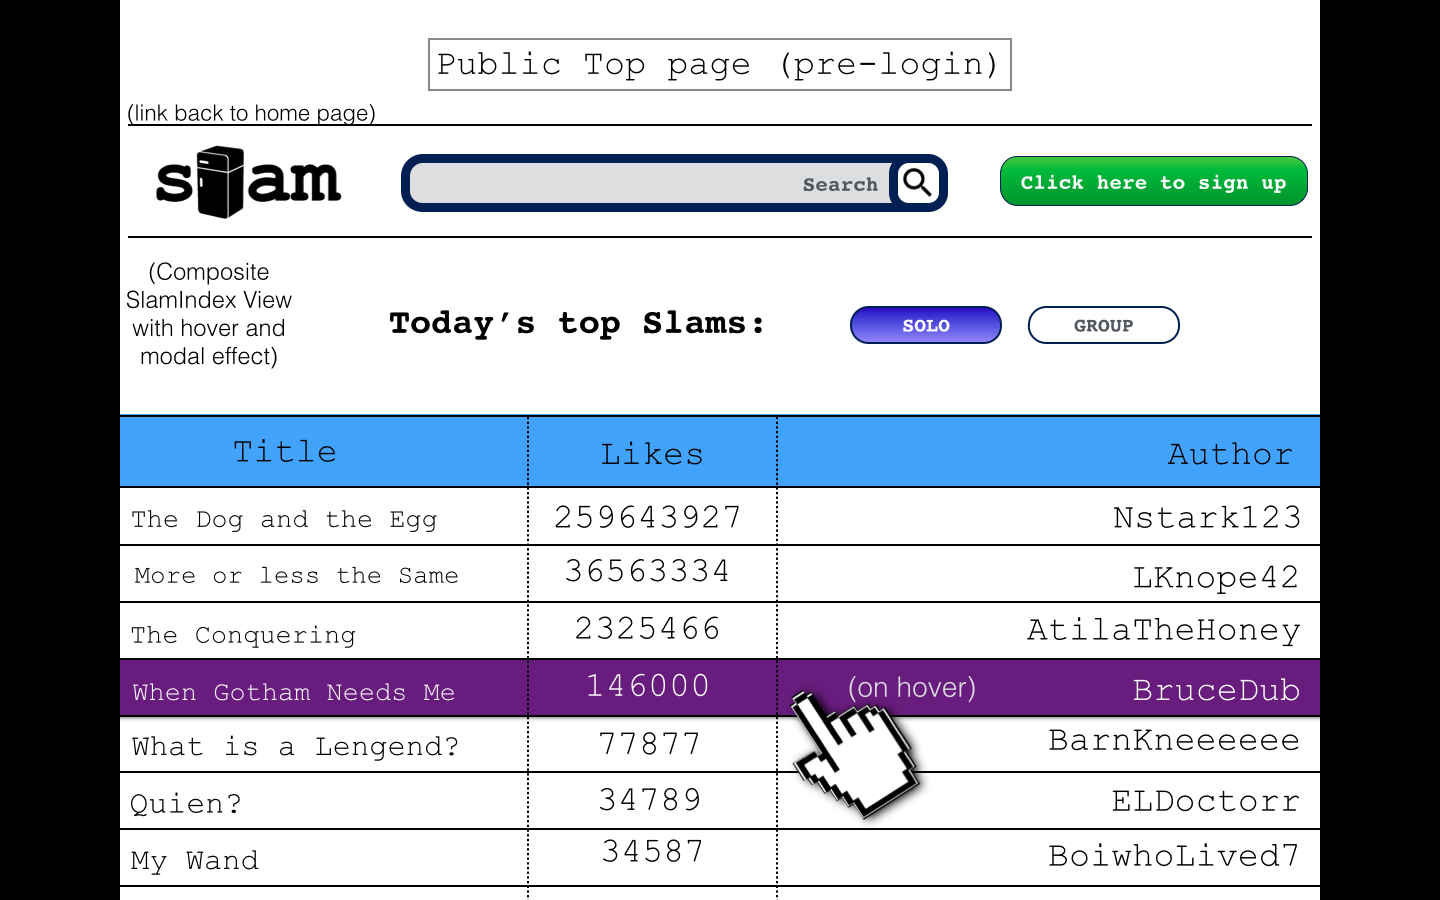 Public Top page (pre-login)
(link back to home page)
slam
Search
Click here to sign up
(Composite
SlamIndex View
with hover and
modal effect)
Today’s top Slams:
SOLO
GROUP
Title Likes Author
The Dog and the Egg 259643927 Nstark123
More or less the Same 36563334 LKnope42
The Conquering 2325466 AtilaTheHoney
When Gotham Needs Me 146000 (on hover) BruceDub
What is a Lengend? 77877 BarnKneeeeee
Quien? 34789 ELDoctorr
My Wand 34587 BoiwhoLived7